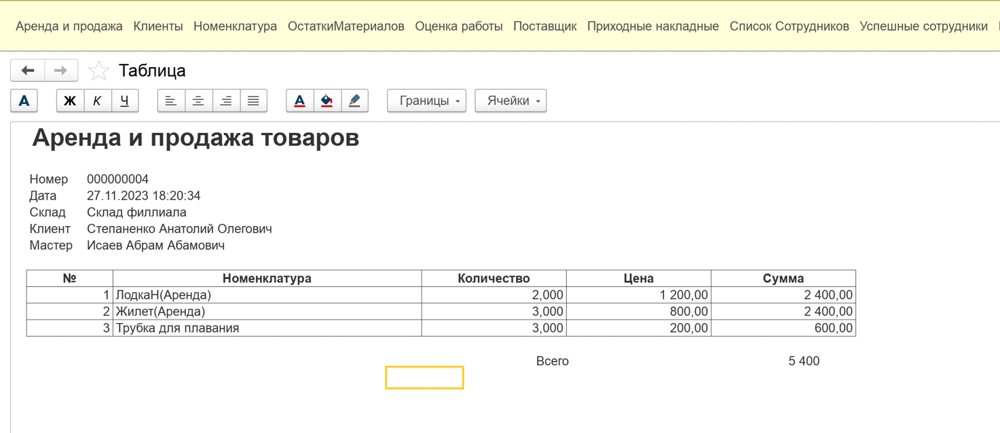 Аренда и продажа Клиенты Номенклатура ОстаткиМатериалов Оценка работы Поставщик Приходные накладные Список Сотрудников Успешные сотрудники
Таблица
А Ж К Ч А Границы Ячейки
Аренда и продажа товаров
Номер 000000004
Дата 27.11.2023 18:20:34
Склад Склад филлиала
Клиент Степаненко Анатолий Олегович
Мастер Исаев Абрам Абамович
№ Номенклатура Количество Цена Сумма
1 ЛодкаН(Аренда) 2,000 1 200,00 2 400,00
2 Жилет(Аренда) 3,000 800,00 2 400,00
3 Трубка для плавания 3,000 200,00 600,00
Всего 5 400